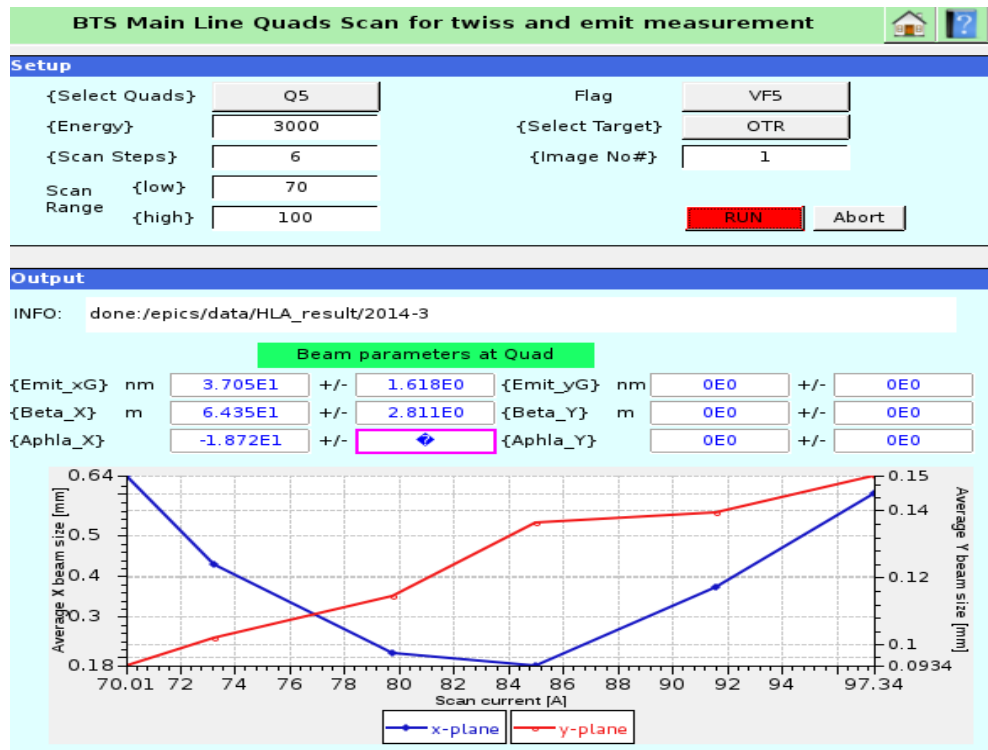 BTS Main Line Quads Scan for twiss and emit measurement ?
Setup
{Select Quads} Q5 Flag VF5
{Energy} 3000 {Select Target} OTR
{Scan Steps} 6 {Image No#} 1
Scan Range {low} 70
{high} 100 RUN Abort
Output
INFO: done:/epics/data/HLA_result/2014-3
Beam parameters at Quad
{Emit_xG} nm 3.705E1 +/- 1.618E0 {Emit_yG} nm 0E0 +/- 0E0
{Beta_X} m 6.435E1 +/- 2.811E0 {Beta_Y} m 0E0 +/- 0E0
{Aphla_X} -1.872E1 +/- � {Aphla_Y} 0E0 +/- 0E0
Average X beam size [mm]
0.64
0.5
0.4
0.3
0.18
0.15
0.14
0.12
0.1
0.0934
Average Y beam size [mm]
70.01 72 74 76 78 80 82 84 86 88 90 92 94 97.34
Scan current [A]
x-plane y-plane